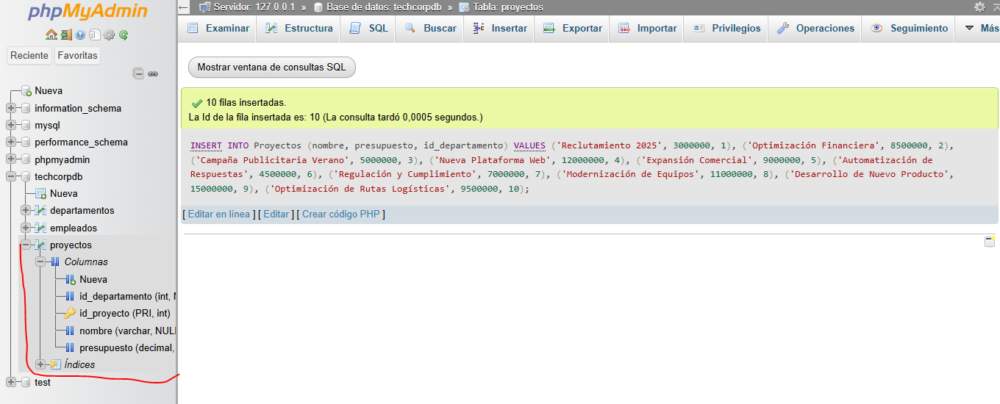 phpMyAdmin
Reciente Favoritas
Nueva
information_schema
mysql
performance_schema
phpmyadmin
techcorpdb
Nueva
departamentos
empleados
proyectos
Columnas
Nueva
id_departamento (int,
id_proyecto (PRI, int)
nombre (varchar, NULL
presupuesto (decimal,
Índices
test
Servidor: 127.0.0.1 » Base de datos: techcorpdb » Tabla: proyectos
Examinar Estructura SQL Buscar Insertar Exportar Importar Privilegios Operaciones Seguimiento Más
Mostrar ventana de consultas SQL
10 filas insertadas.
La Id de la fila insertada es: 10 (La consulta tardó 0,0005 segundos.)
INSERT INTO Proyectos (nombre, presupuesto, id_departamento) VALUES ('Reclutamiento 2025', 3000000, 1), ('Optimización Financiera', 8500000, 2),
('Campaña Publicitaria Verano', 5000000, 3), ('Nueva Plataforma Web', 12000000, 4), ('Expansión Comercial', 9000000, 5), ('Automatización de
Respuestas', 4500000, 6), ('Regulación y Cumplimiento', 7000000, 7), ('Modernización de Equipos', 11000000, 8), ('Desarrollo de Nuevo Producto',
15000000, 9), ('Optimización de Rutas Logísticas', 9500000, 10);
[ Editar en línea ] [ Editar ] [ Crear código PHP ]